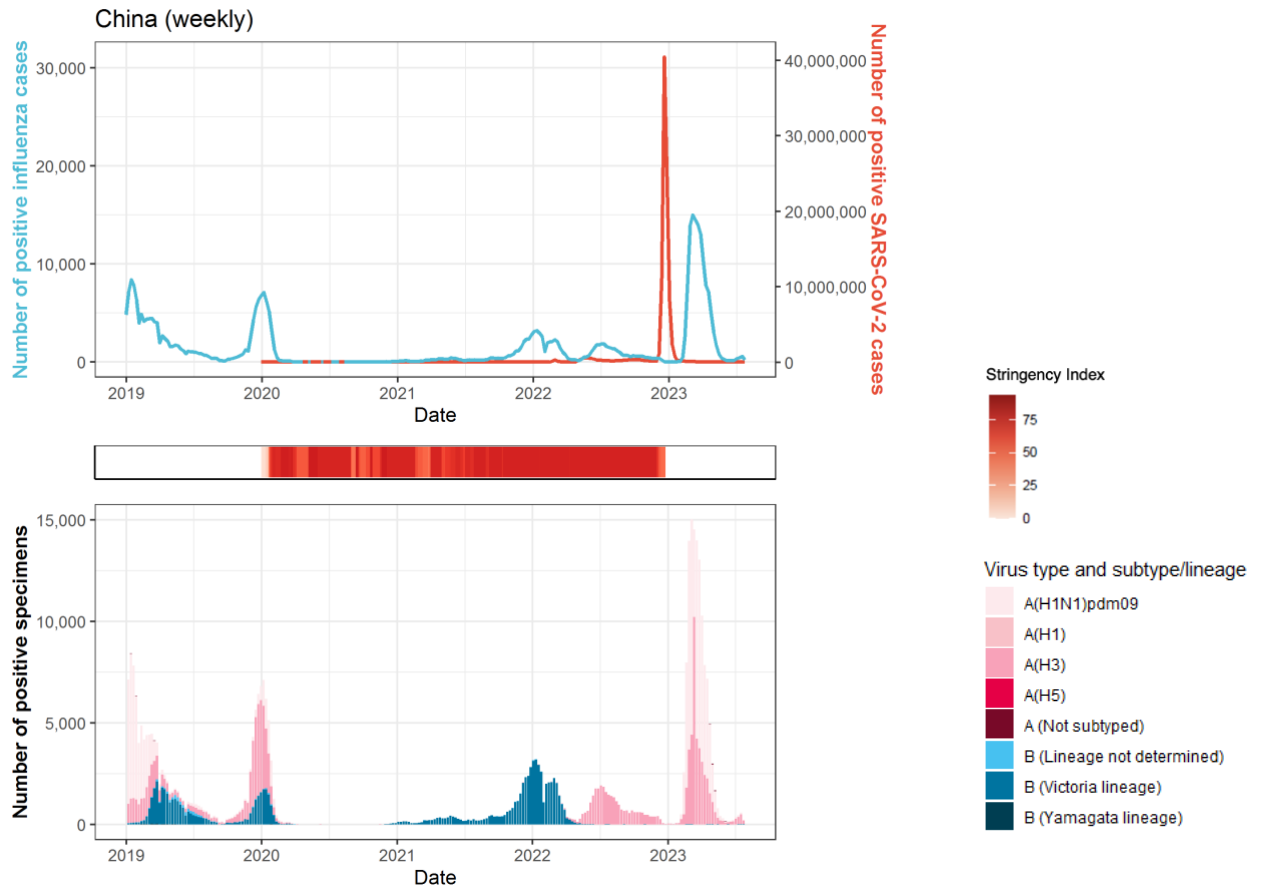 China (weekly)
Number of positive influenza cases
30,000
20,000
10,000
0
40,000,000
30,000,000
20,000,000
10,000,000
0
Number of positive SARS-CoV-2 cases
2019 2020 2021 2022 2023
Date
Stringency Index
75
50
25
0
Number of positive specimens
15,000
10,000
5,000
0
2019 2020 2021 2022 2023
Date
Virus type and subtype/lineage
A(H1N1)pdm09
A(H1)
A(H3)
A(H5)
A (Not subtyped)
B (Lineage not determined)
B (Victoria lineage)
B (Yamagata lineage)